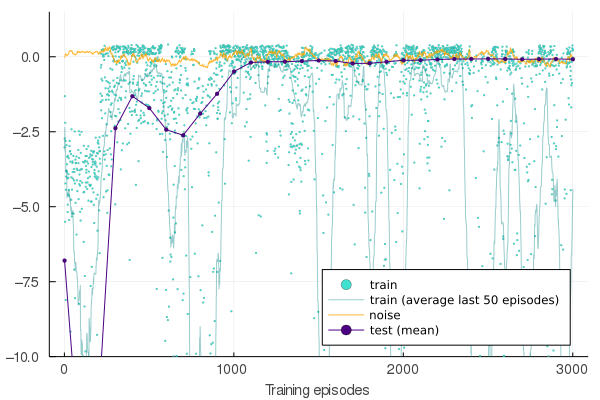 0.0
−2.5
−5.0
−7.5
−10.0
0
1000
2000
3000
Training episodes
train
train (average last 50 episodes)
noise
test (mean)